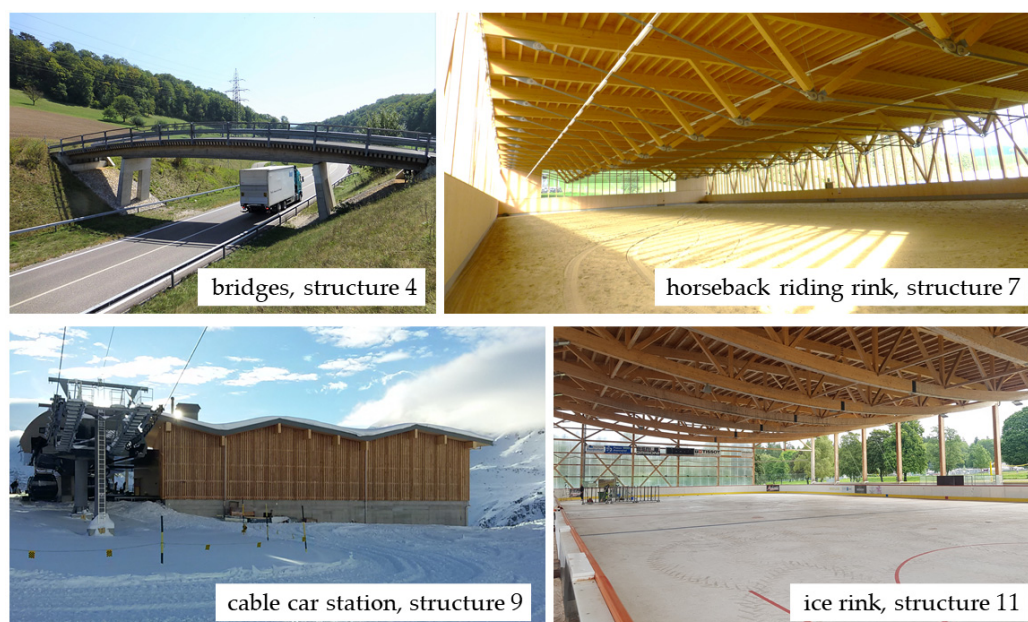 bridges, structure 4
horseback riding rink, structure 7
cable car station, structure 9
ice rink, structure 11